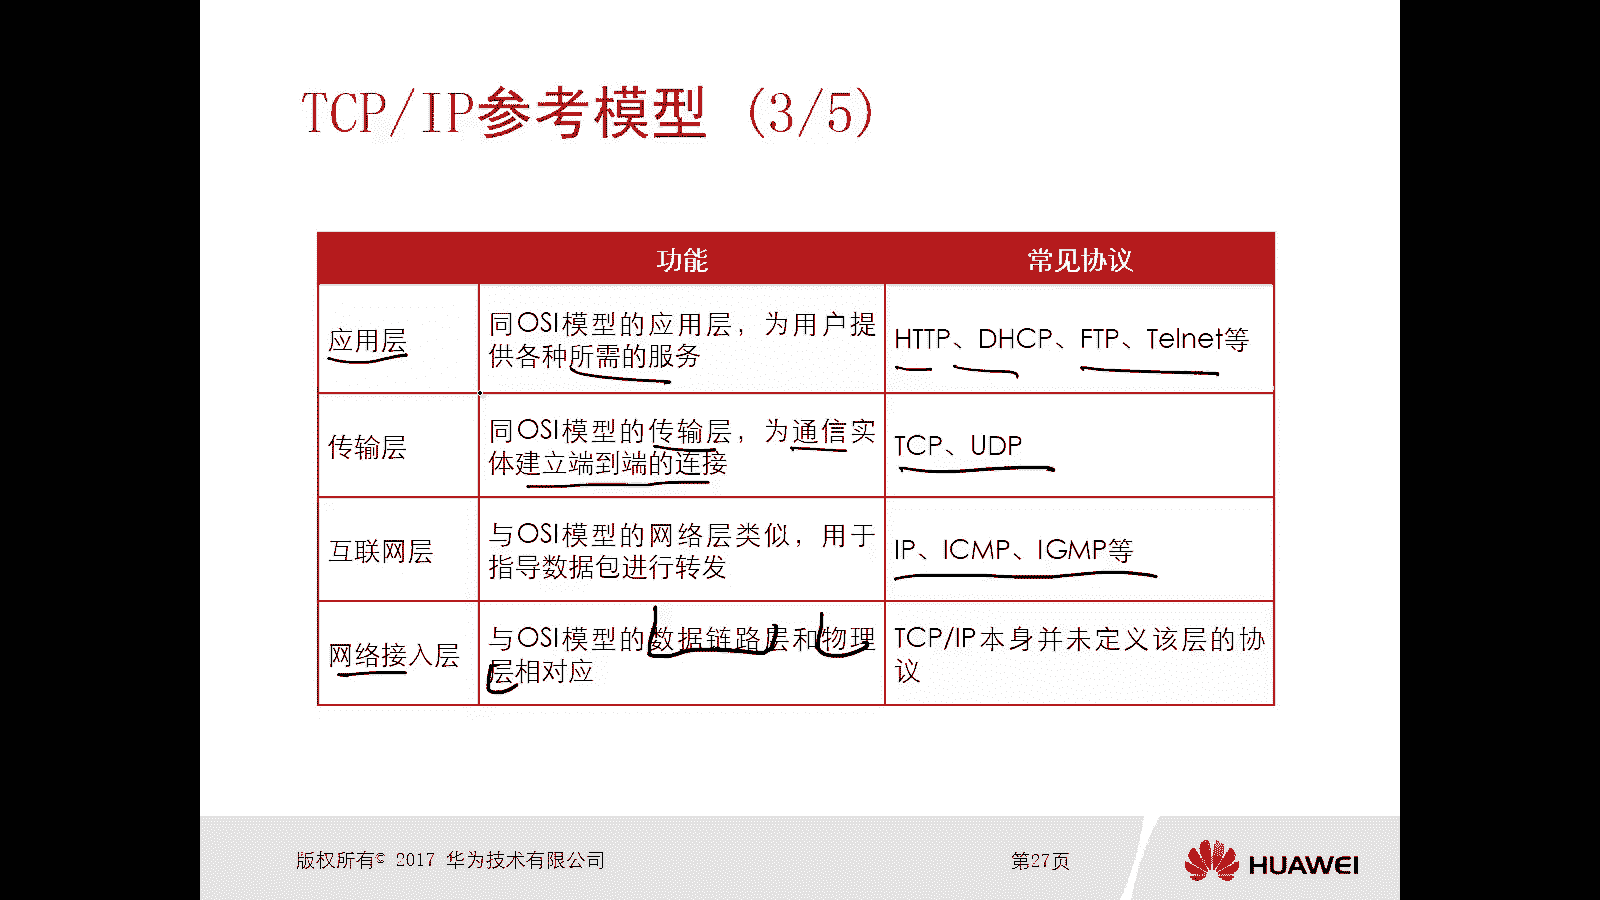 TCP/IP参考模型 (3/5)
功能
常见协议
应用层
同OSI模型的应用层，为用户提
供各种所需的服务
HTTP、DHCP、FTP、Telnet等
传输层
同OSI模型的传输层，为通信实
体建立端到端的连接
TCP、UDP
互联网层
与OSI模型的网络层类似，用于
指导数据包进行转发
IP、ICMP、IGMP等
网络接入层
与OSI模型的数据链路层和物理
层相对应
TCP/IP本身并未定义该层的协
议
版权所有© 2017 华为技术有限公司
第27页
HUAWEI